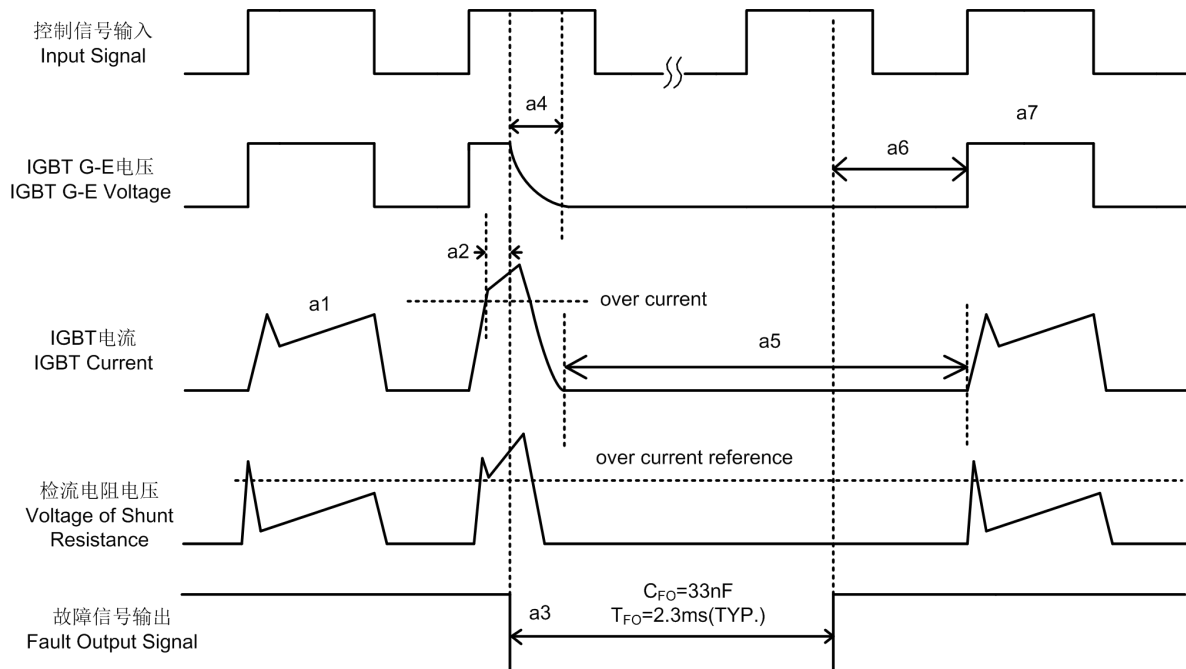 控制信号输入
Input Signal
a4
a7
IGBT G-E电压
IGBT G-E Voltage
a6
a2
over current
a1
IGBT电流
IGBT Current
a5
over current reference
检流电阻电压
Voltage of Shunt
Resistance
C_FO=33nF
T_FO=2.3ms(TYP.)
a3
故障信号输出
Fault Output Signal